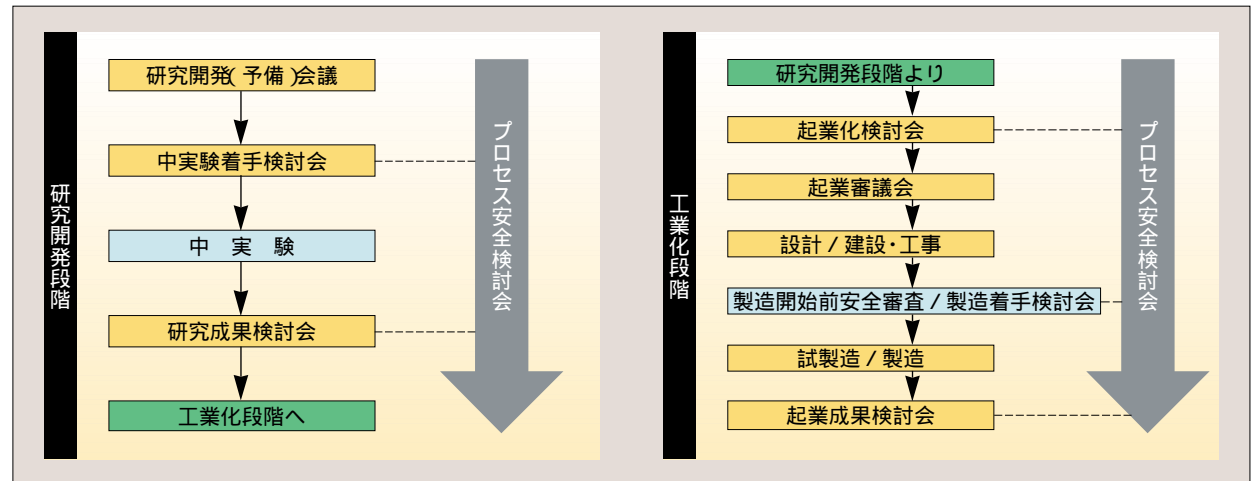 研究開発段階
研究開発(予備)会議
中実験着手検討会
中 実 験
研究成果検討会
工業化段階へ
プロセス安全検討会
工業化段階
研究開発段階より
起業化検討会
起業審議会
設計/建設・工事
製造開始前安全審査/製造着手検討会
試製造/製造
起業成果検討会
プロセス安全検討会